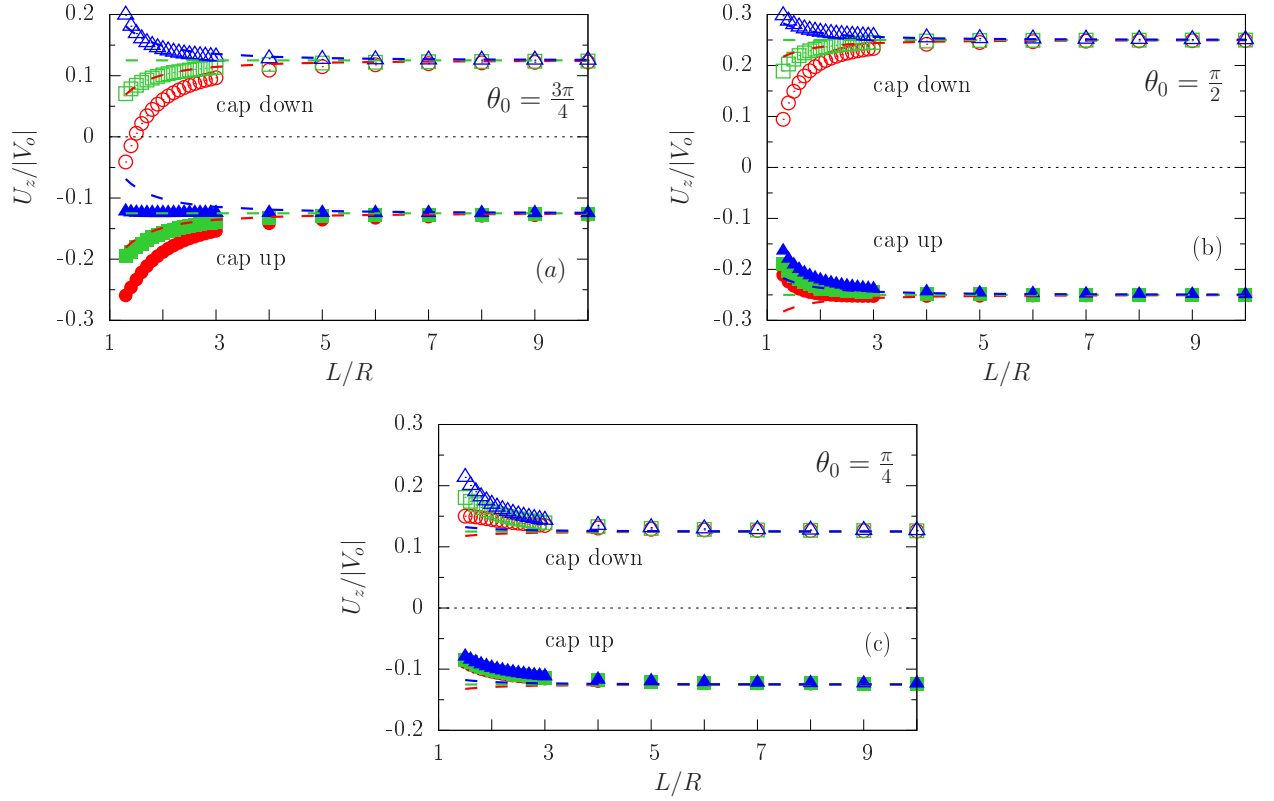 0.2
0.1
0
-0.1
-0.2
-0.3
1
3
5
7
9
U_z/|V_o|
L/R
cap down
cap up
θ_0 = 3π/4
(a)
0.3
0.2
0.1
0
-0.1
-0.2
-0.3
1
3
5
7
9
U_z/|V_o|
L/R
cap down
cap up
θ_0 = π/2
(b)
0.3
0.2
0.1
0
-0.1
-0.2
1
3
5
7
9
U_z/|V_o|
L/R
cap down
cap up
θ_0 = π/4
(c)